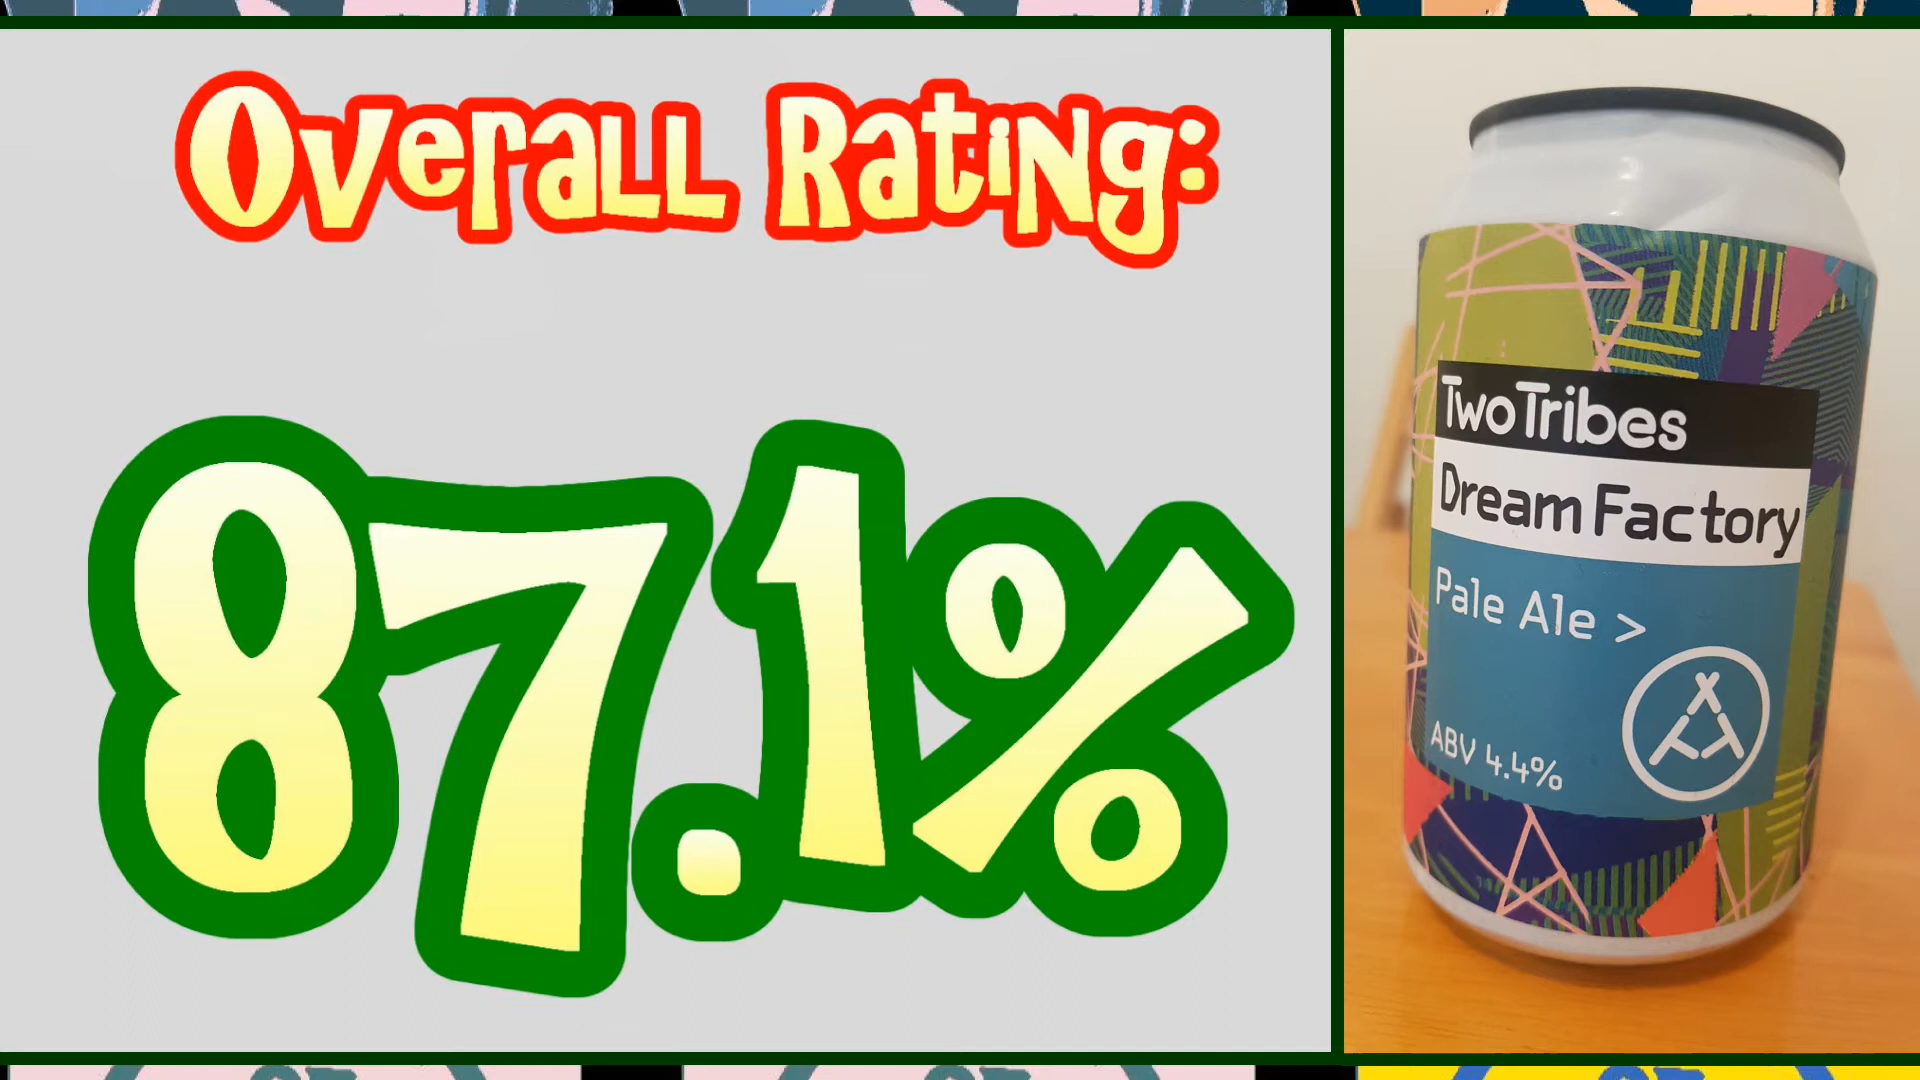 Overall Rating:
87.1%
Two Tribes
Dream Factory
Pale Ale >
ABV 4.4%